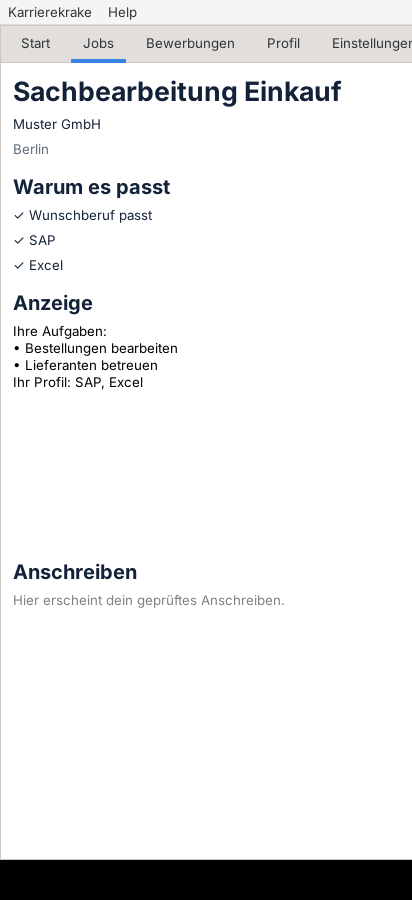 Karrierekrake Help
Start Jobs Bewerbungen Profil Einstellungen
Sachbearbeitung Einkauf
Muster GmbH
Berlin
Warum es passt
✓ Wunschberuf passt
✓ SAP
✓ Excel
Anzeige
Ihre Aufgaben:
• Bestellungen bearbeiten
• Lieferanten betreuen
Ihr Profil: SAP, Excel
Anschreiben
Hier erscheint dein geprüftes Anschreiben.